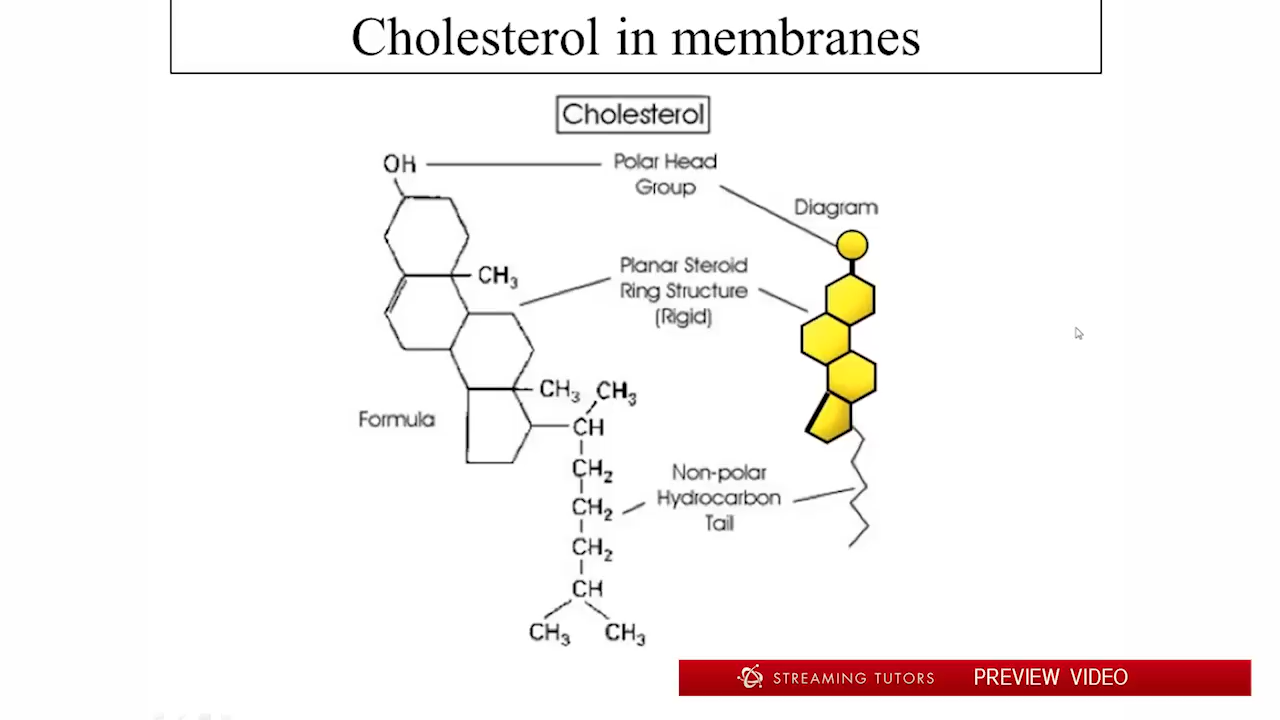 Cholesterol in membranes
Cholesterol
OH
Polar Head
Group
Diagram
Planar Steroid
Ring Structure
(Rigid)
CH₃
CH₃
CH₃
Formula
CH
CH₂
Non-polar
Hydrocarbon
Tail
CH₂
CH₂
CH
CH₃
CH₃
STREAMING TUTORS PREVIEW VIDEO